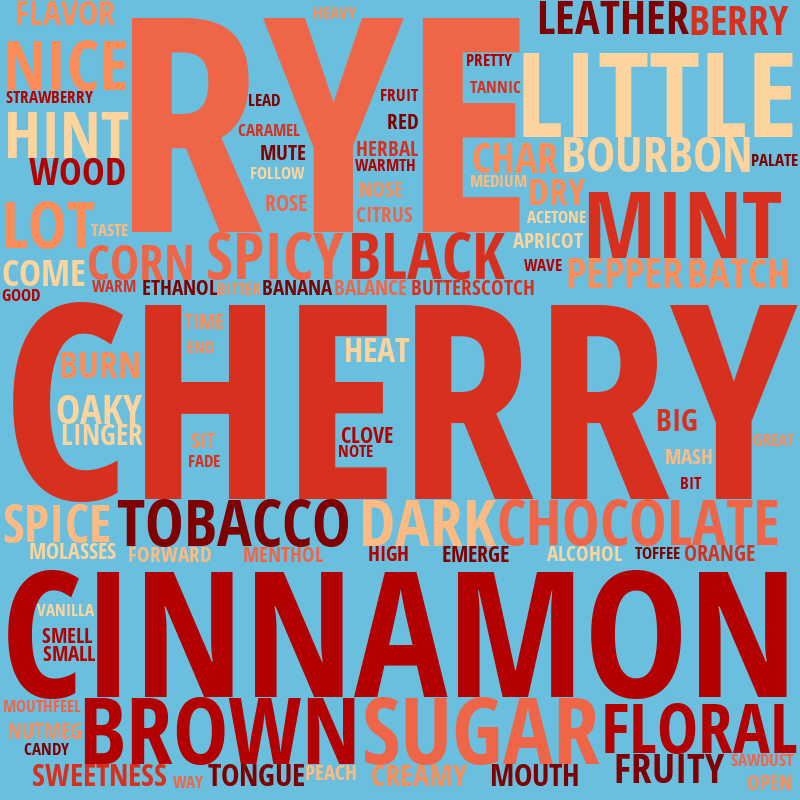 FLAVOR
HEAVY
LEATHER
BERRY
RYE
NICE
PRETTY
LITTLE
TANNIC
STRAWBERRY
LEAD
FRUIT
HINT
CARAMEL
RED
MUTE
HERBAL
CHAR
BOURBON
WOOD
FOLLOW
WARMTH
PALATE
NOSE
MEDIUM
DRY
LOT
ROSE
CITRUS
ACETONE
MINT
TASTE
CORN
SPICY
BLACK
APRICOT
COME
WAVE
PEPPER
BATCH
GOOD
WARM
ETHANOL
BITTER
BANANA
BALANCE
BUTTERSCOTCH
CHERRY
TIME
END
HEAT
BURN
OAKY
LINGER
SIT
FADE
CLOVE
NOTE
BIG
GREAT
MASH
BIT
SPICE
TOBACCO
DARK
CHOCOLATE
MOLASSES
FORWARD
MENTHOL
HIGH
EMERGE
ALCOHOL
TOFFEE
ORANGE
CINNAMON
VANILLA
SMELL
SMALL
MOUTHFEEL
BROWN
SUGAR
FLORAL
NUTMEG
CANDY
SWEETNESS
WAY
TONGUE
PEACH
CREAMY
MOUTH
FRUITY
SAWDUST
OPEN